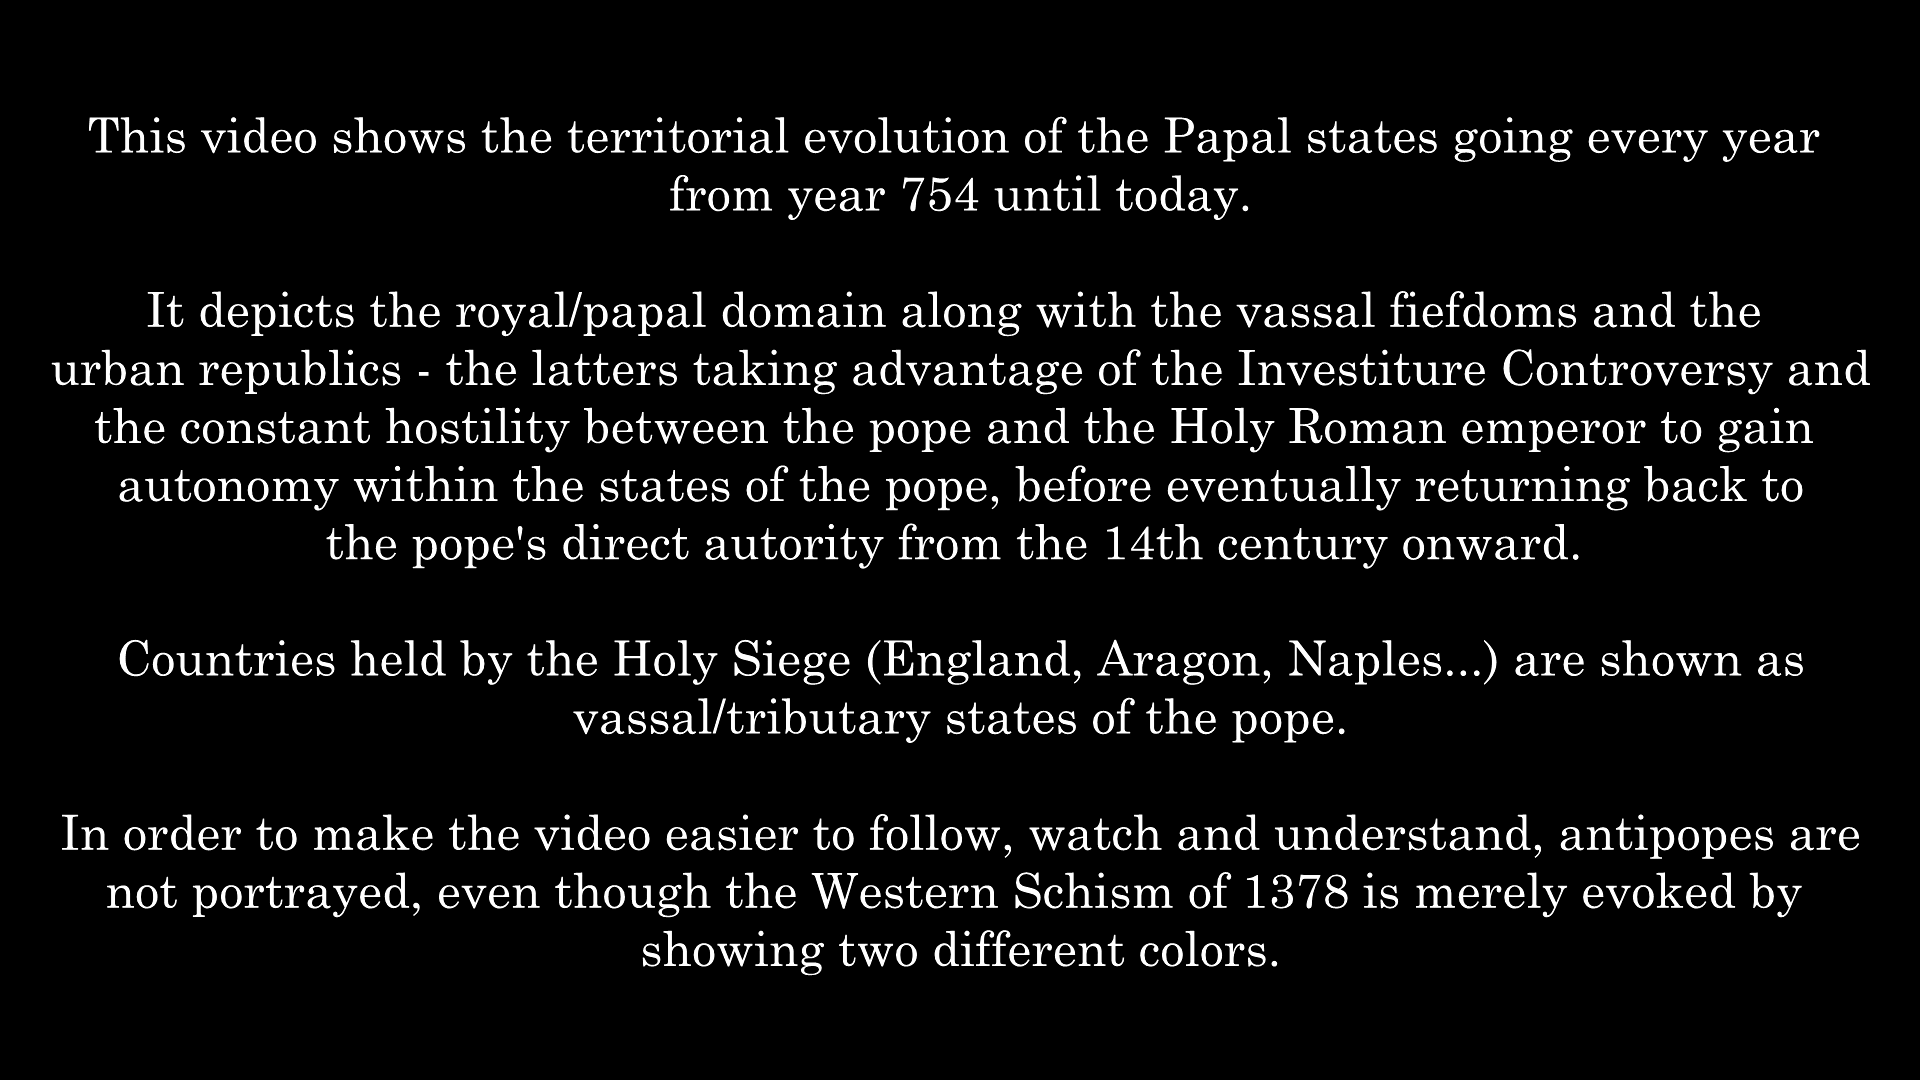 This video shows the territorial evolution of the Papal states going every year
from year 754 until today.
It depicts the royal/papal domain along with the vassal fiefdoms and the
urban republics - the latters taking advantage of the Investiture Controversy and
the constant hostility between the pope and the Holy Roman emperor to gain
autonomy within the states of the pope, before eventually returning back to
the pope's direct autority from the 14th century onward.
Countries held by the Holy Siege (England, Aragon, Naples...) are shown as
vassal/tributary states of the pope.
In order to make the video easier to follow, watch and understand, antipopes are
not portrayed, even though the Western Schism of 1378 is merely evoked by
showing two different colors.